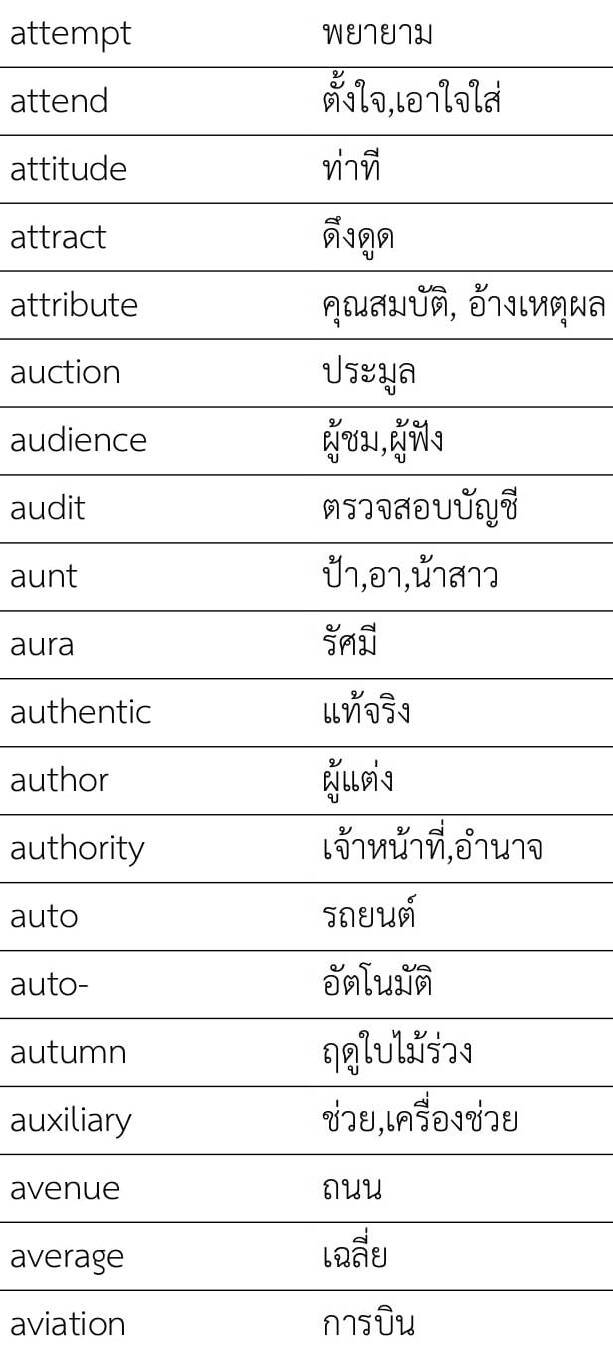 attempt พยายาม
attend ตั้งใจ,เอาใจใส่
attitude ท่าที
attract ดึงดูด
attribute คุณสมบัติ, อ้างเหตุผล
auction ประมูล
audience ผู้ชม,ผู้ฟัง
audit ตรวจสอบบัญชี
aunt ป้า,อา,น้าสาว
aura รัศมี
authentic แท้จริง
author ผู้แต่ง
authority เจ้าหน้าที่,อำนาจ
auto รถยนต์
auto- อัตโนมัติ
autumn ฤดูใบไม้ร่วง
auxiliary ช่วย,เครื่องช่วย
avenue ถนน
average เฉลี่ย
aviation การบิน